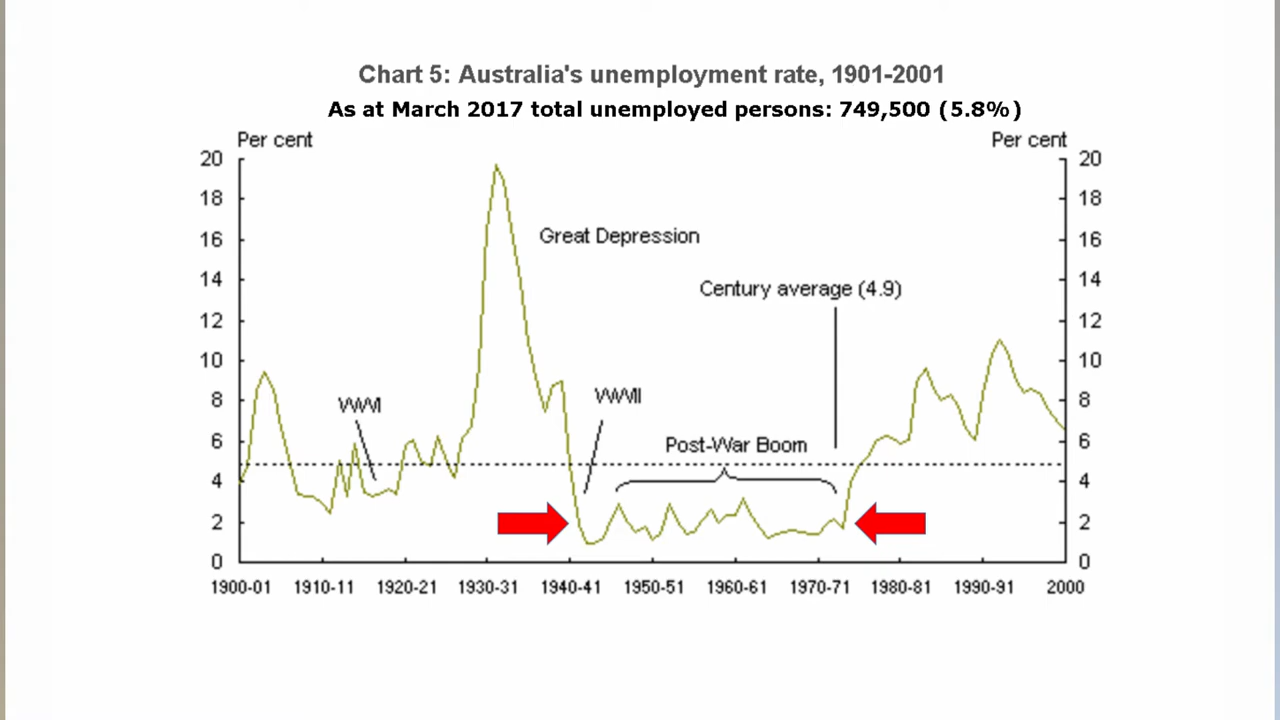 Chart 5: Australia's unemployment rate, 1901-2001
As at March 2017 total unemployed persons: 749,500 (5.8%)
Per cent Per cent
20 20
18 18
16 16
Great Depression
14 14
Century average (4.9)
12 12
10 10
WWI WWII
8 8
Post-War Boom
6 6
4 4
2 2
0 0
1900-01 1910-11 1920-21 1930-31 1940-41 1950-51 1960-61 1970-71 1980-81 1990-91 2000